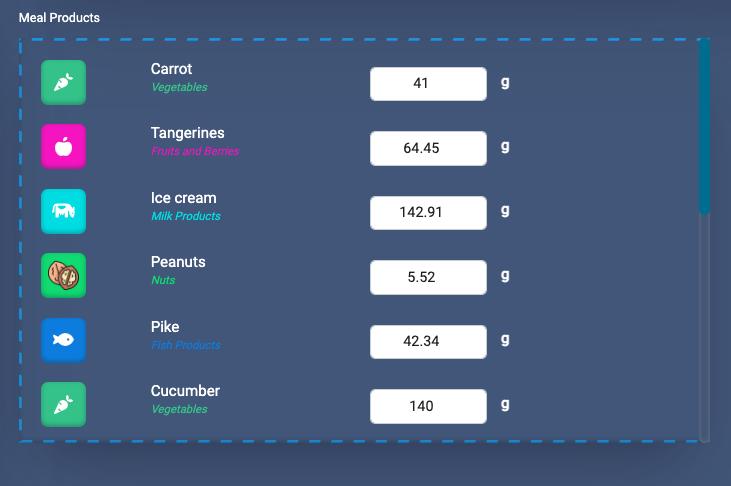 Meal Products
Carrot
Vegetables
41 g
Tangerines
Fruits and Berries
64.45 g
Ice cream
Milk Products
142.91 g
Peanuts
Nuts
5.52 g
Pike
Fish Products
42.34 g
Cucumber
Vegetables
140 g